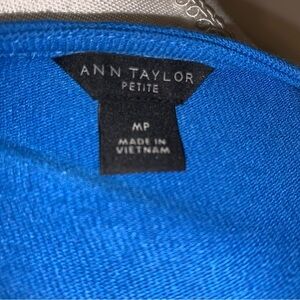 ANN TAYLOR
PETITE
MP
MADE IN
VIETNAM